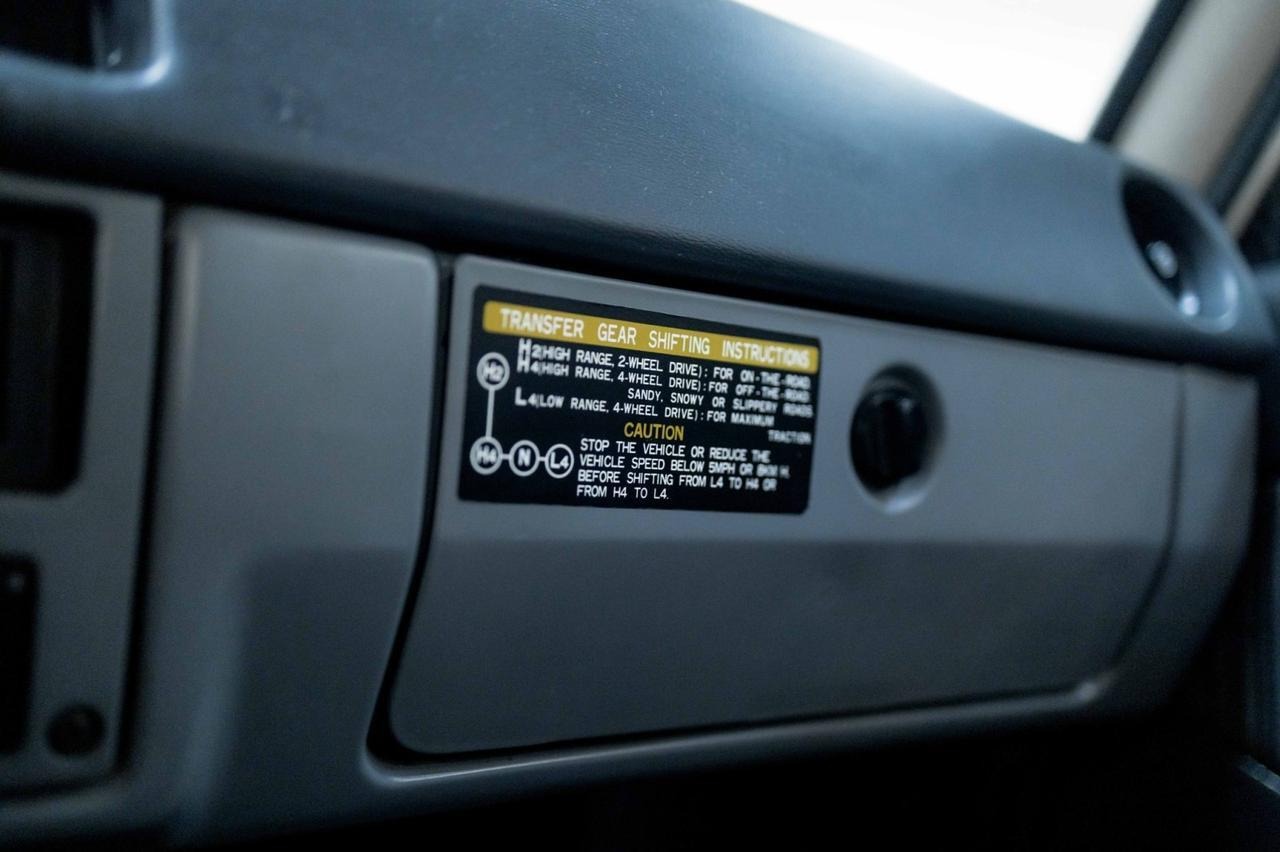 TRANSFER GEAR SHIFTING INSTRUCTIONS
H2(HIGH RANGE, 2-WHEEL DRIVE): FOR ON-THE-ROAD
H4(HIGH RANGE, 4-WHEEL DRIVE): FOR OFF-THE-ROAD
SANDY, SNOWY OR SLIPPERY ROADS
L4(LOW RANGE, 4-WHEEL DRIVE): FOR MAXIMUM
TRACTION
CAUTION
STOP THE VEHICLE OR REDUCE THE
VEHICLE SPEED BELOW 5MPH OR 8KM H.
BEFORE SHIFTING FROM L4 TO H4 OR
FROM H4 TO L4.
H2
H4 N L4